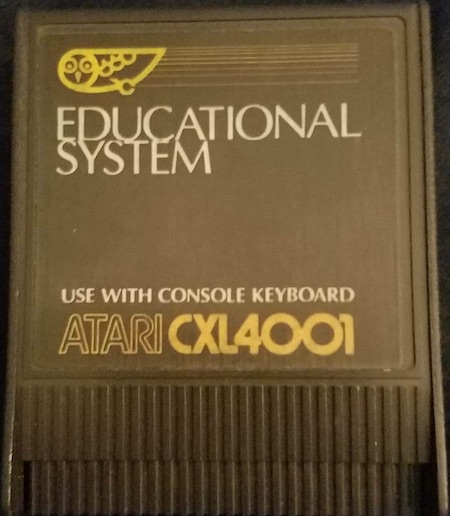 EDUCATIONAL
SYSTEM
USE WITH CONSOLE KEYBOARD
ATARI CXL4001